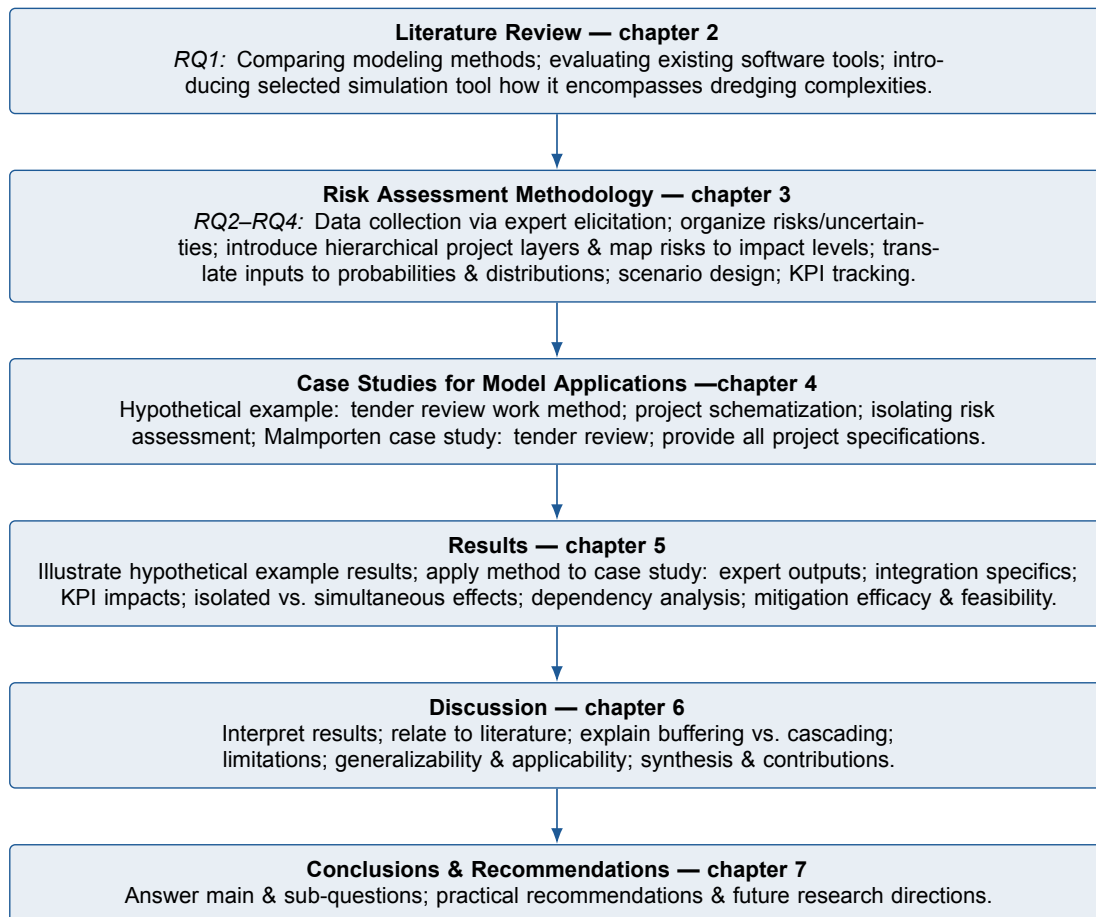 Literature Review — chapter 2
RQ1: Comparing modeling methods; evaluating existing software tools; intro-
ducing selected simulation tool how it encompasses dredging complexities.
Risk Assessment Methodology — chapter 3
RQ2–RQ4: Data collection via expert elicitation; organize risks/uncertain-
ties; introduce hierarchical project layers & map risks to impact levels; trans-
late inputs to probabilities & distributions; scenario design; KPI tracking.
Case Studies for Model Applications —chapter 4
Hypothetical example: tender review work method; project schematization; isolating risk
assessment; Malmporten case study: tender review; provide all project specifications.
Results — chapter 5
Illustrate hypothetical example results; apply method to case study: expert outputs; integration specifics;
KPI impacts; isolated vs. simultaneous effects; dependency analysis; mitigation efficacy & feasibility.
Discussion — chapter 6
Interpret results; relate to literature; explain buffering vs. cascading;
limitations; generalizability & applicability; synthesis & contributions.
Conclusions & Recommendations — chapter 7
Answer main & sub-questions; practical recommendations & future research directions.